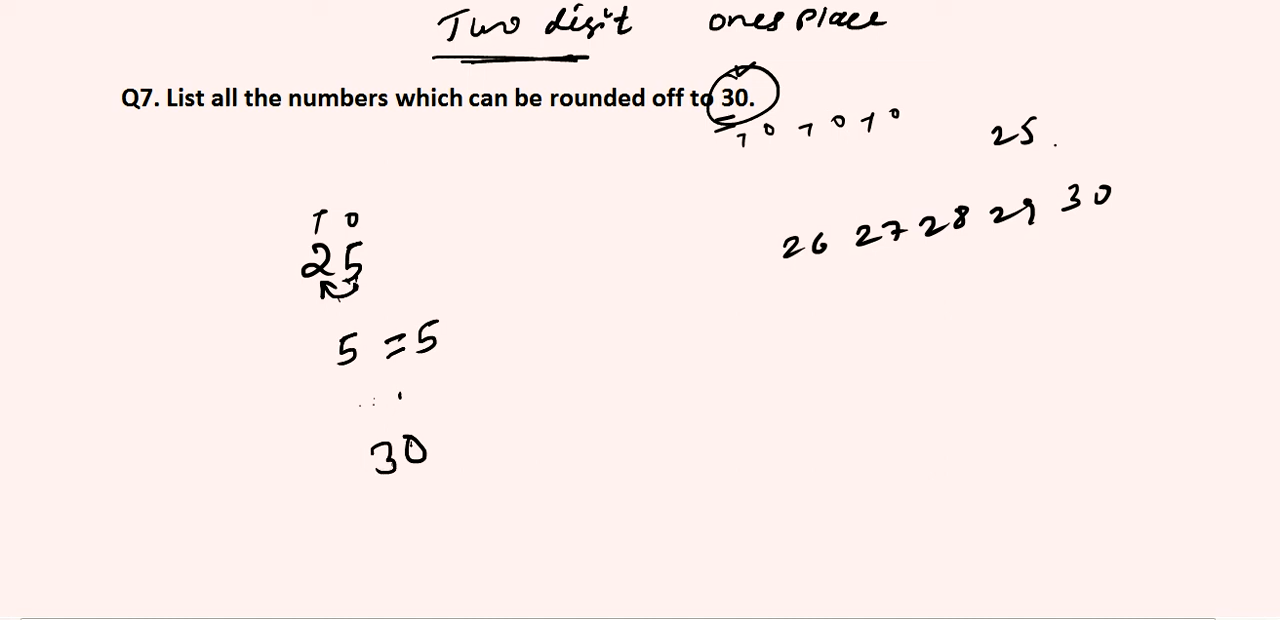 Two digit ones place
Q7. List all the numbers which can be rounded off to 30.
25.
26 27 28 29 30
T O
25
5 = 5
30